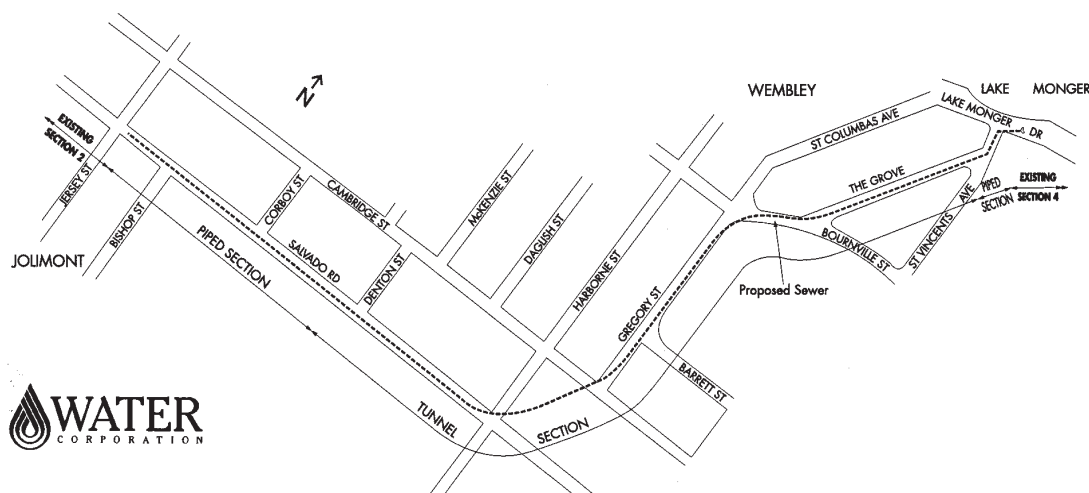 N
WEMBLEY
LAKE MONGER
LAKE MONGER DR
ST COLUMBAS AVE
THE GROVE
EXISTING
SECTION 2
JERSEY ST
BISHOP ST
JOLIMONT
CORBOY ST
CAMBRIDGE ST
McKENZIE ST
DAGLISH ST
SALVADO RD
DENTON ST
PIPED SECTION
HARBORNE ST
GREGORY ST
BARRETT ST
BOURNVILLE ST
ST VINCENTS AVE
PIPED
SECTION
EXISTING
SECTION 4
Proposed Sewer
TUNNEL SECTION
WATER
CORPORATION